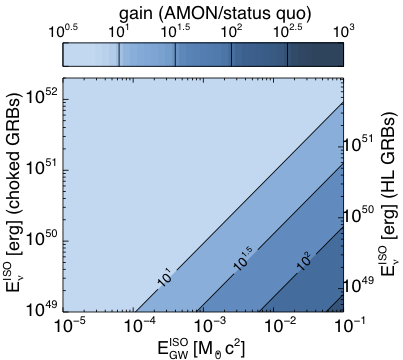 gain (AMON/status quo)
10^0.5 10^1 10^1.5 10^2 10^2.5 10^3
E_ν^ISO [erg] (choked GRBs)
10^52
10^51
10^50
10^49
10^1 10^1.5 10^2
10^51
10^50
10^49
E_ν^ISO [erg] (HL GRBs)
10^−5 10^−4 10^−3 10^−2 10^−1
E_GW^ISO [M_⊙ c^2]